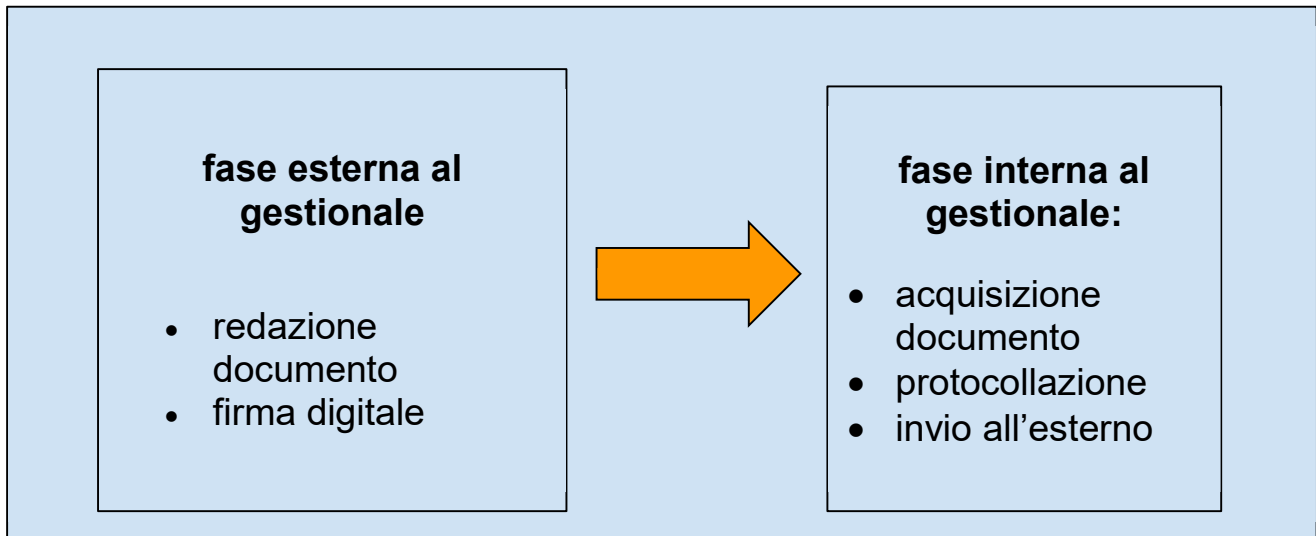 fase esterna al
gestionale
• redazione
documento
• firma digitale
fase interna al
gestionale:
• acquisizione
documento
• protocollazione
• invio all’esterno